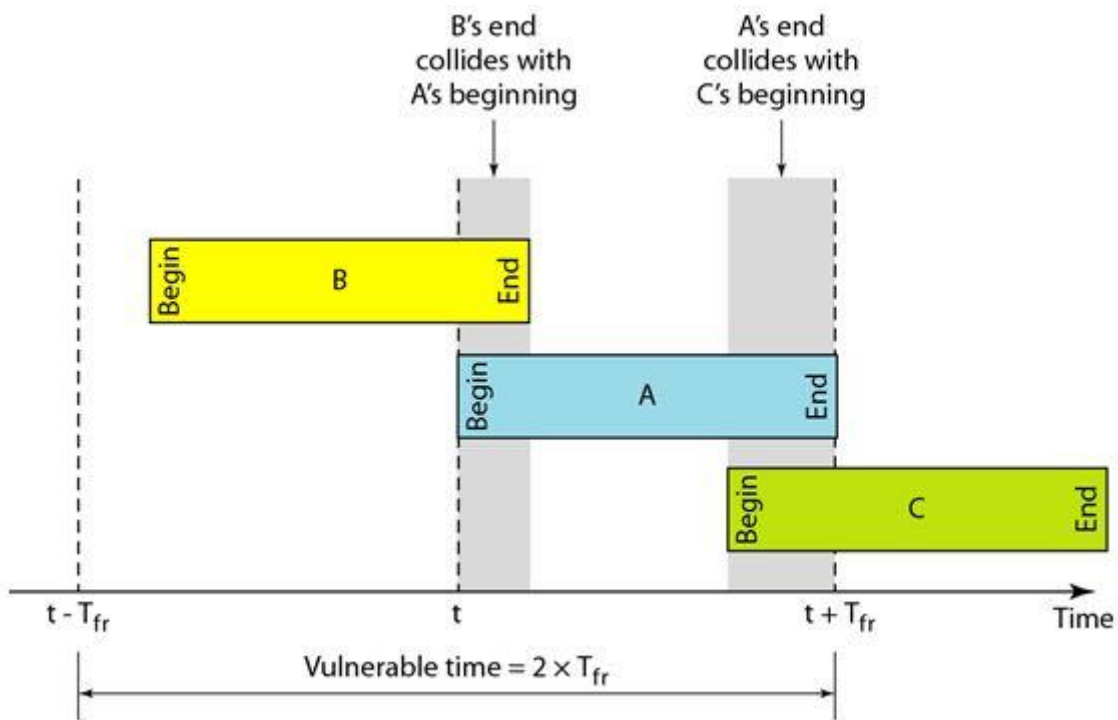 B's end
collides with
A's beginning
A's end
collides with
C's beginning
Begin B End
Begin A End
Begin C End
t - Tfr
t
t + Tfr
Time
Vulnerable time = 2 × Tfr